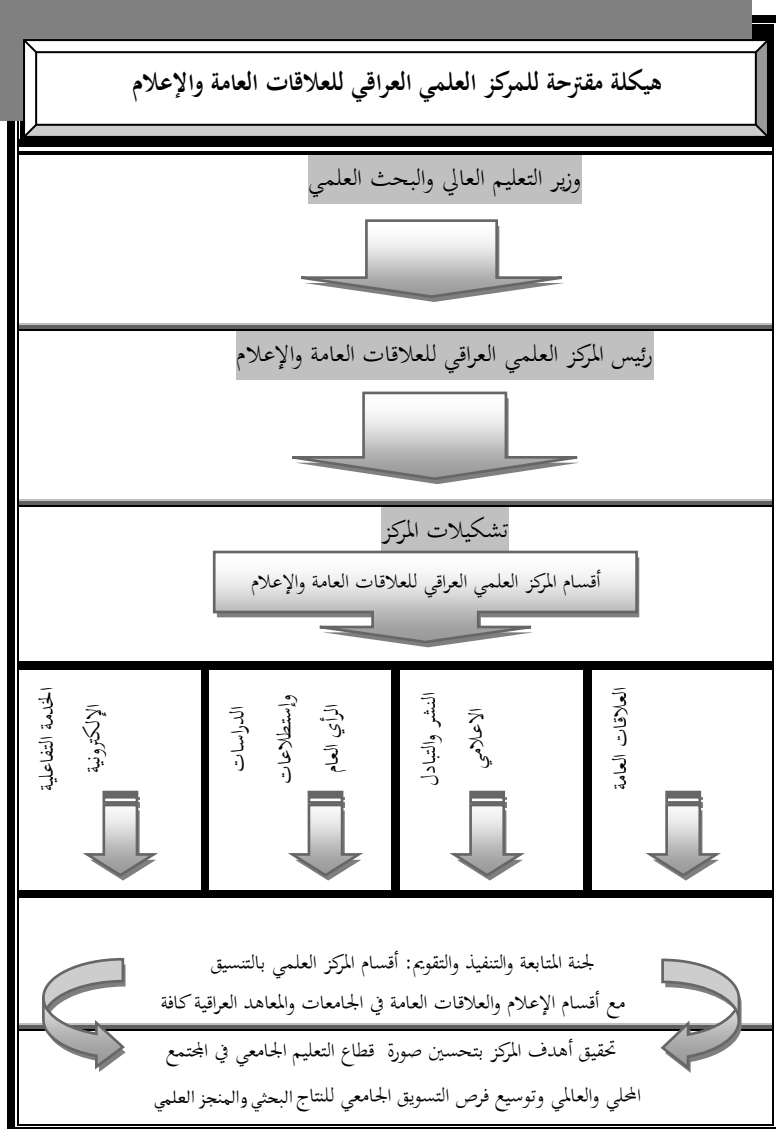 هيكلة مقترحة للمركز العلمي العراقي للعلاقات العامة والإعلام
وزير التعليم العالي والبحث العلمي
رئيس المركز العلمي العراقي للعلاقات العامة والإعلام
تشكيلات المركز
أقسام المركز العلمي العراقي للعلاقات العامة والإعلام
العلاقات العامة
النشر والتبادل
الاعلامي
الدراسات
وإستطلاعات
الرأي العام
الخدمة التفاعلية
الإلكترونية
لجنة المتابعة والتنفيذ والتقويم: أقسام المركز العلمي بالتنسيق
مع أقسام الإعلام والعلاقات العامة في الجامعات والمعاهد العراقية كافة
تحقيق أهدف المركز بتحسين صورة قطاع التعليم الجامعي في المجتمع
المحلي والعالمي وتوسيع فرص التسويق الجامعي للنتاج البحثي والمنجز العلمي